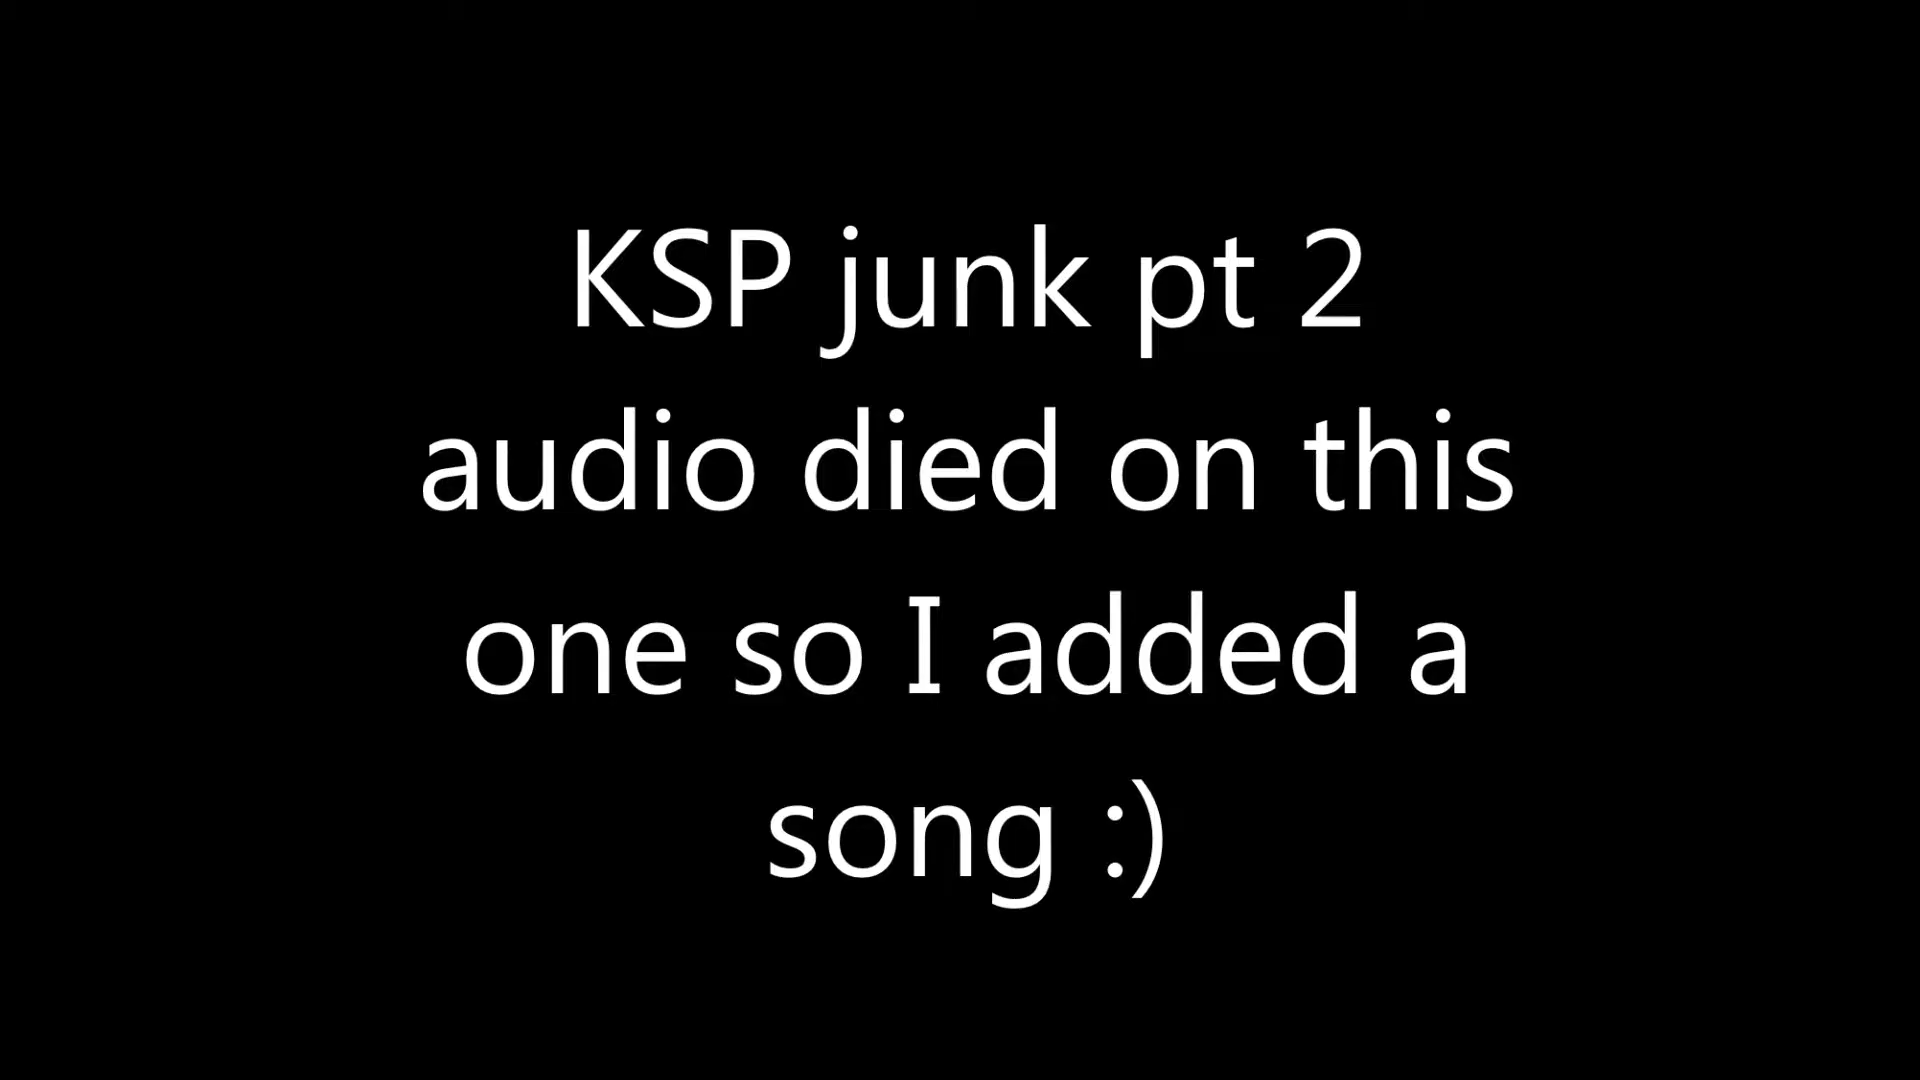 KSP junk pt 2
audio died on this
one so I added a
song :)